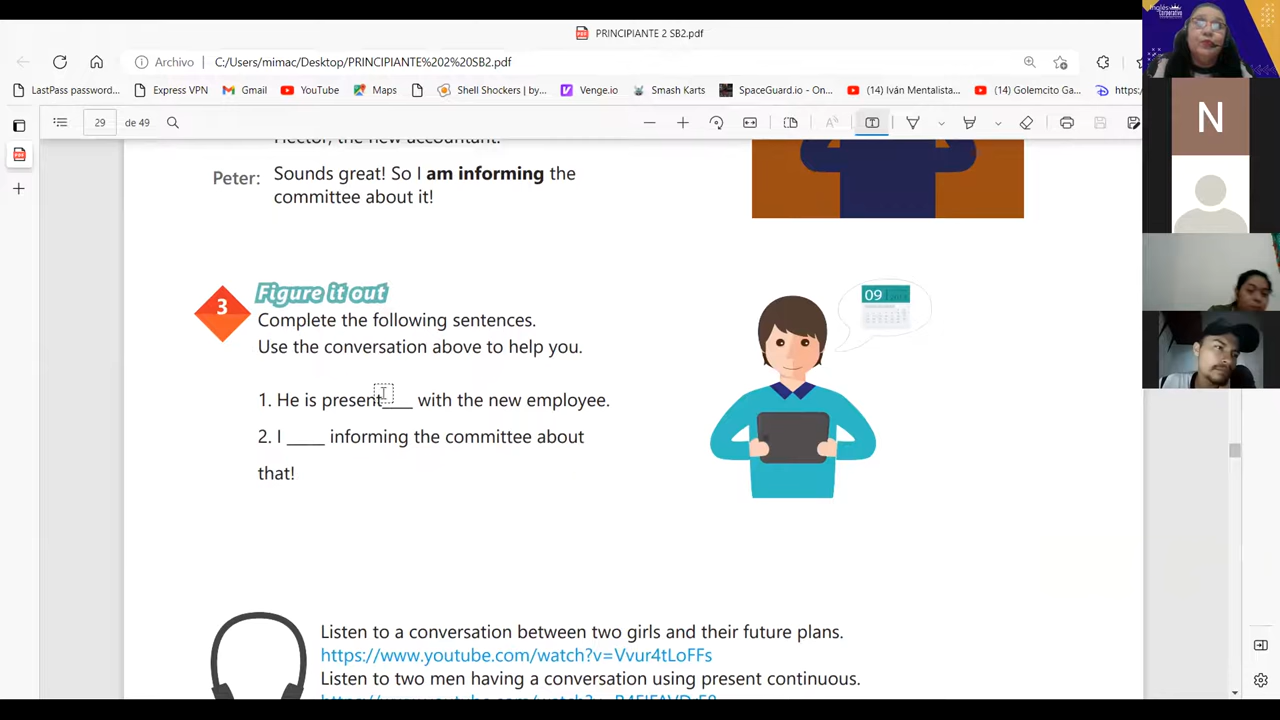 PRINCIPIANTE 2 SB2.pdf
Archivo
C:/Users/mimac/Desktop/PRINCIPIANTE%202%20SB2.pdf
LastPass password...
Express VPN
Gmail
YouTube
Maps
Shell Shockers | by...
Venge.io
Smash Karts
SpaceGuard.io - On...
(14) Iván Mentalista...
(14) Golemcito Ga...
https:/
29
de 49
Hector, the new accountant.
Peter:
Sounds great! So I am informing the
committee about it!
3
Figure it out
Complete the following sentences.
Use the conversation above to help you.
1. He is present____ with the new employee.
2. I ____ informing the committee about
that!
09
Listen to a conversation between two girls and their future plans.
https://www.youtube.com/watch?v=Vvur4tLoFFs
Listen to two men having a conversation using present continuous.
Inglés
Corporativo
N